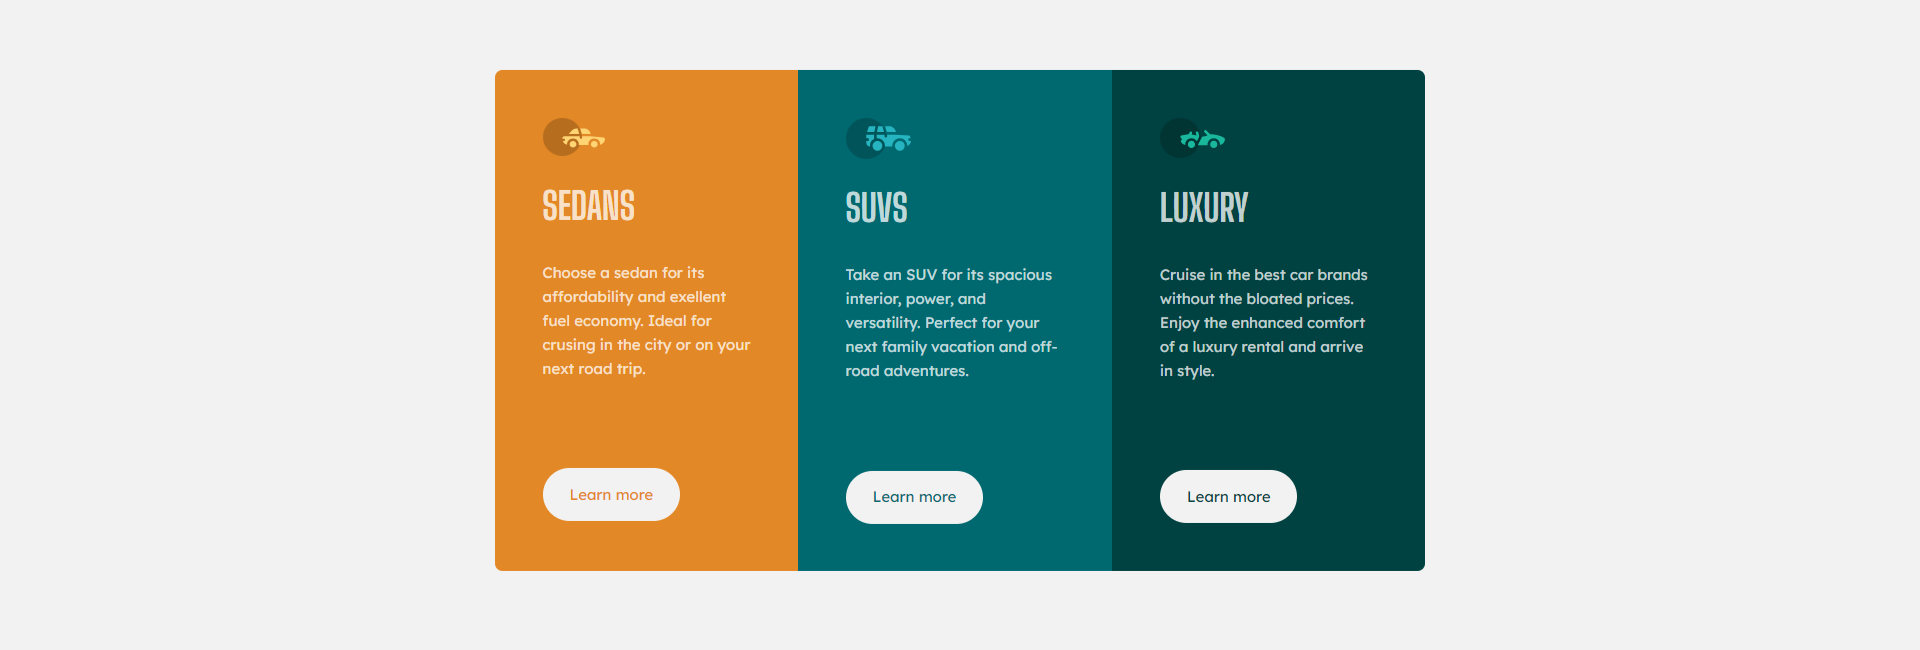 SEDANS
Choose a sedan for its
affordability and exellent
fuel economy. Ideal for
crusing in the city or on your
next road trip.
Learn more
SUVS
Take an SUV for its spacious
interior, power, and
versatility. Perfect for your
next family vacation and off-
road adventures.
Learn more
LUXURY
Cruise in the best car brands
without the bloated prices.
Enjoy the enhanced comfort
of a luxury rental and arrive
in style.
Learn more